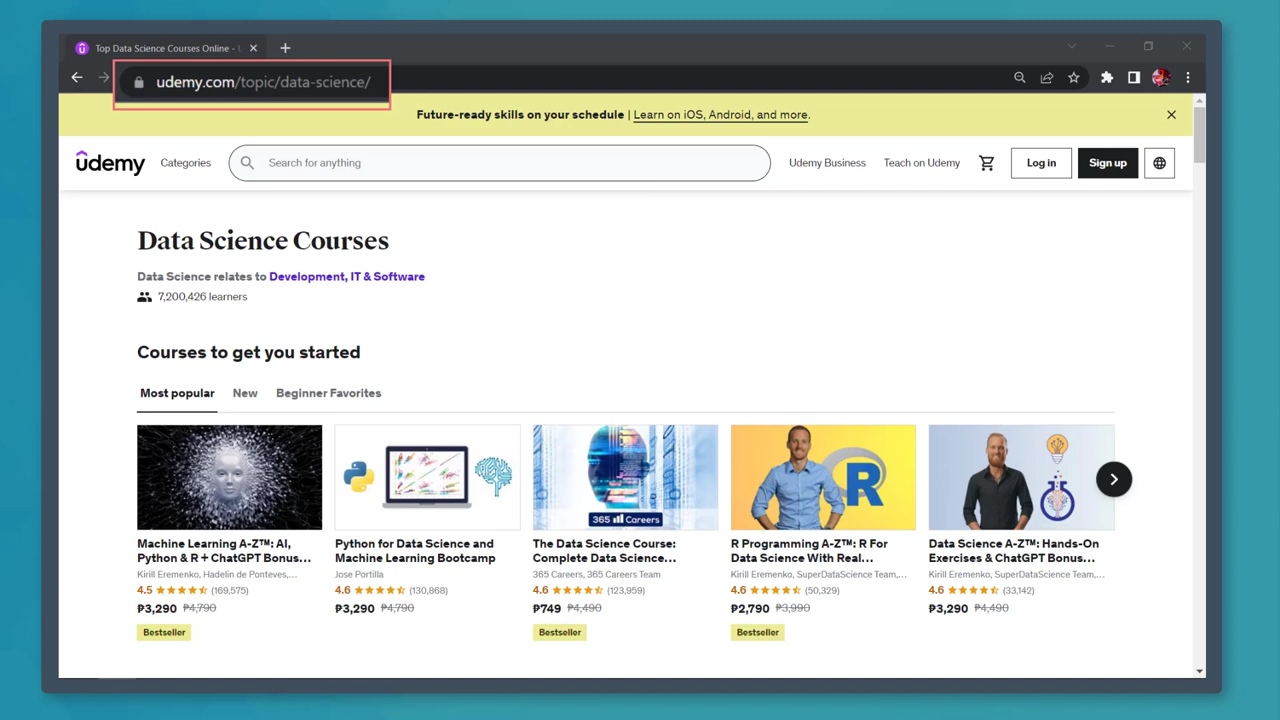 Top Data Science Courses Online -
udemy.com/topic/data-science/
Future-ready skills on your schedule | Learn on iOS, Android, and more.
udemy
Categories
Search for anything
Udemy Business
Teach on Udemy
Log in
Sign up
Data Science Courses
Data Science relates to Development, IT & Software
7,200,426 learners
Courses to get you started
Most popular
New
Beginner Favorites
365 Careers
R
Machine Learning A-Z™: AI,
Python & R + ChatGPT Bonus...
Kirill Eremenko, Hadelin de Ponteves,...
4.5 (169,575)
₱3,290 ₱4,790
Bestseller
Python for Data Science and
Machine Learning Bootcamp
Jose Portilla
4.6 (130,868)
₱3,290 ₱4,790
The Data Science Course:
Complete Data Science...
365 Careers, 365 Careers Team
4.6 (123,959)
₱749 ₱4,490
Bestseller
R Programming A-Z™: R For
Data Science With Real...
Kirill Eremenko, SuperDataScience Team,...
4.6 (50,329)
₱2,790 ₱3,990
Bestseller
Data Science A-Z™: Hands-On
Exercises & ChatGPT Bonus...
Kirill Eremenko, SuperDataScience Team,...
4.6 (33,142)
₱3,290 ₱4,490